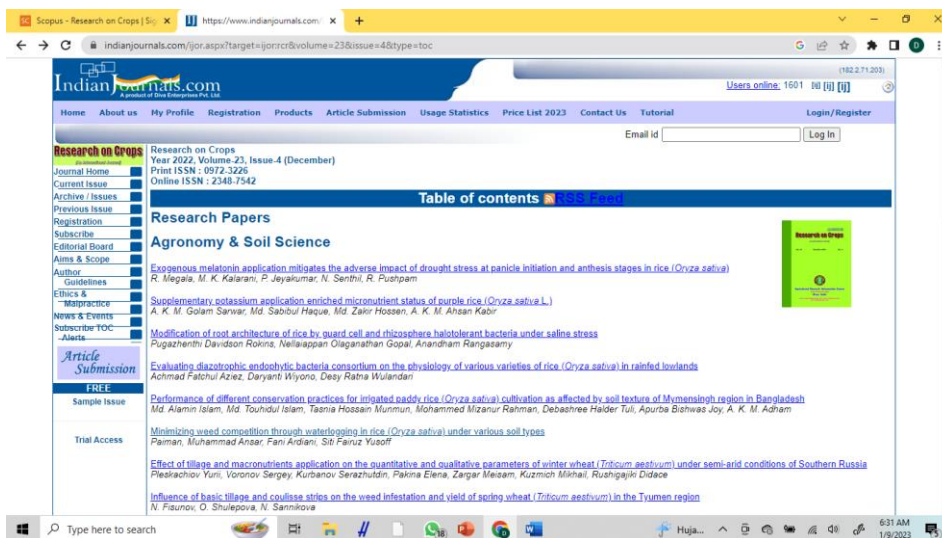 Scopus - Research on Crops | Sig
https://www.indianjournals.com/
indianjournals.com/ijor.aspx?target=ijor:rcr&volume=23&issue=4&type=toc
Indian Journals.com
A product of Diva Enterprises Pvt. Ltd.
(182.2.71.203)
Users online: 1601 [ij] [ij] [ij]
Home About us My Profile Registration Products Article Submission Usage Statistics Price List 2023 Contact Us Tutorial Login/Register
Email id Log In
Research on Crops
(An International Journal)
Journal Home
Current Issue
Archive / Issues
Previous Issue
Registration
Subscribe
Editorial Board
Aims & Scope
Author
Guidelines
Ethics &
Malpractice
News & Events
Subscribe TOC
Alerts
Article
Submission
FREE
Sample Issue
Trial Access
Research on Crops
Year 2022, Volume-23, Issue-4 (December)
Print ISSN : 0972-3226
Online ISSN : 2348-7542
Table of contents RSS Feed
Research Papers
Agronomy & Soil Science
Research on Crops
Exogenous melatonin application mitigates the adverse impact of drought stress at panicle initiation and anthesis stages in rice (Oryza sativa)
R. Megala, M. K. Kalarani, P. Jeyakumar, N. Senthil, R. Pushpam
Supplementary potassium application enriched micronutrient status of purple rice (Oryza sativa L.)
A. K. M. Golam Sarwar, Md. Sabibul Haque, Md. Zakir Hossen, A. K. M. Ahsan Kabir
Modification of root architecture of rice by guard cell and rhizosphere halotolerant bacteria under saline stress
Pugazhenthi Davidson Rokins, Nellaiappan Olaganathan Gopal, Anandham Rangasamy
Evaluating diazotrophic endophytic bacteria consortium on the physiology of various varieties of rice (Oryza sativa) in rainfed lowlands
Achmad Fatchul Aziez, Daryanti Wiyono, Desy Ratna Wulandari
Performance of different conservation practices for irrigated paddy rice (Oryza sativa) cultivation as affected by soil texture of Mymensingh region in Bangladesh
Md. Alamin Islam, Md. Touhidul Islam, Tasnia Hossain Munmun, Mohammed Mizanur Rahman, Debashree Halder Tuli, Apurba Bishwas Joy, A. K. M. Adham
Minimizing weed competition through waterlogging in rice (Oryza sativa) under various soil types
Paiman, Muhammad Ansar, Fani Ardiani, Siti Fairuz Yusoff
Effect of tillage and macronutrients application on the quantitative and qualitative parameters of winter wheat (Triticum aestivum) under semi-arid conditions of Southern Russia
Pleskachiov Yurii, Voronov Sergey, Kurbanov Serazhutdin, Pakina Elena, Zargar Meisam, Kuzmich Mikhail, Rushigajiki Didace
Influence of basic tillage and coulisse strips on the weed infestation and yield of spring wheat (Triticum aestivum) in the Tyumen region
N. Fisunov, O. Shulepova, N. Sannikova
Type here to search
Huja...
6:31 AM
1/9/2023